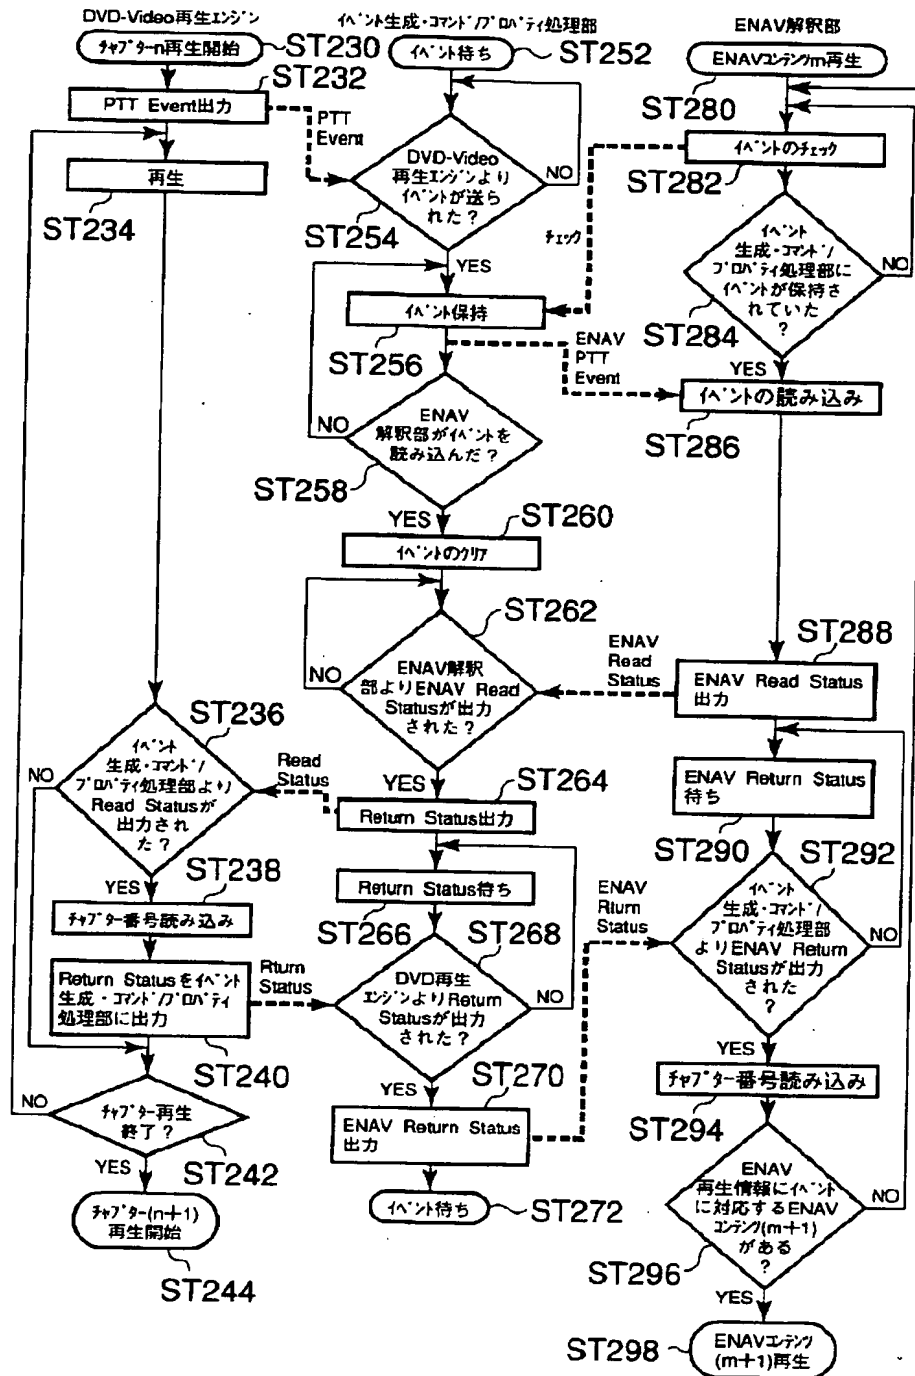 DVD-Video再生エンジン
チャプターn再生開始
ST230
ST232
PTT Event出力
PTT
Event
再生
ST234
ST236
イベント
生成・コマンド/
プロパティ処理部より
Read Statusが
出力され
た？
NO
YES
ST238
チャプター番号読み込み
Return Statusをイベント
生成・コマンド/プロパティ
処理部に出力
Rturn
Status
ST240
NO
チャプター再生
終了？
YES
ST242
チャプター(n+1)
再生開始
ST244
イベント生成・コマンド/プロパティ処理部
イベント待ち
ST252
DVD-Video
再生エンジンより
イベントが送ら
れた？
NO
ST254
YES
チェック
イベント保持
ST256
ENAV
PTT
Event
NO
ENAV
解釈部がイベントを
読み込んだ？
ST258
YES
ST260
イベントのクリア
ST262
NO
ENAV解釈
部よりENAV Read
Statusが出力
された？
ENAV
Read
Status
YES
ST264
Read
Status
Return Status出力
Return Status待ち
ST266
ST268
DVD再生
エンジンよりReturn
Statusが出力
された？
NO
YES
ST270
ENAV Return Status
出力
ENAV
Rturn
Status
イベント待ち
ST272
ENAV解釈部
ENAVコンテンツm再生
ST280
イベントのチェック
ST282
イベント
生成・コマンド/
プロパティ処理部に
イベントが保持さ
れていた
？
NO
ST284
YES
イベントの読み込み
ST286
ST288
ENAV Read Status
出力
ENAV Return Status
待ち
ST290
ST292
イベント
生成・コマンド/
プロパティ処理部
よりENAV Return
Statusが出力
された
？
NO
YES
チャプター番号読み込み
ST294
ENAV
再生情報にイベント
に対応するENAV
コンテンツ(m+1)
がある
？
NO
ST296
YES
ST298
ENAVコンテンツ
(m+1)再生